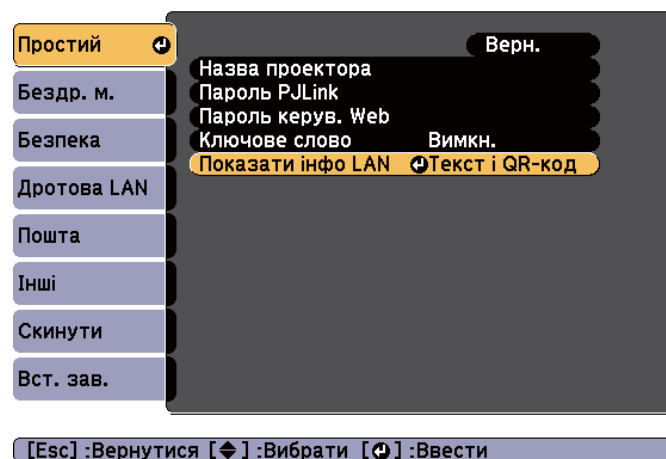 Простий
Бездр. м.
Безпека
Дротова LAN
Пошта
Інші
Скинути
Вст. зав.
Верн.
Назва проектора
Пароль PJLink
Пароль керув. Web
Ключове слово Вимкн.
Показати інфо LAN Текст і QR-код
[Esc] :Вернутися [ ] :Вибрати [ ] :Ввести